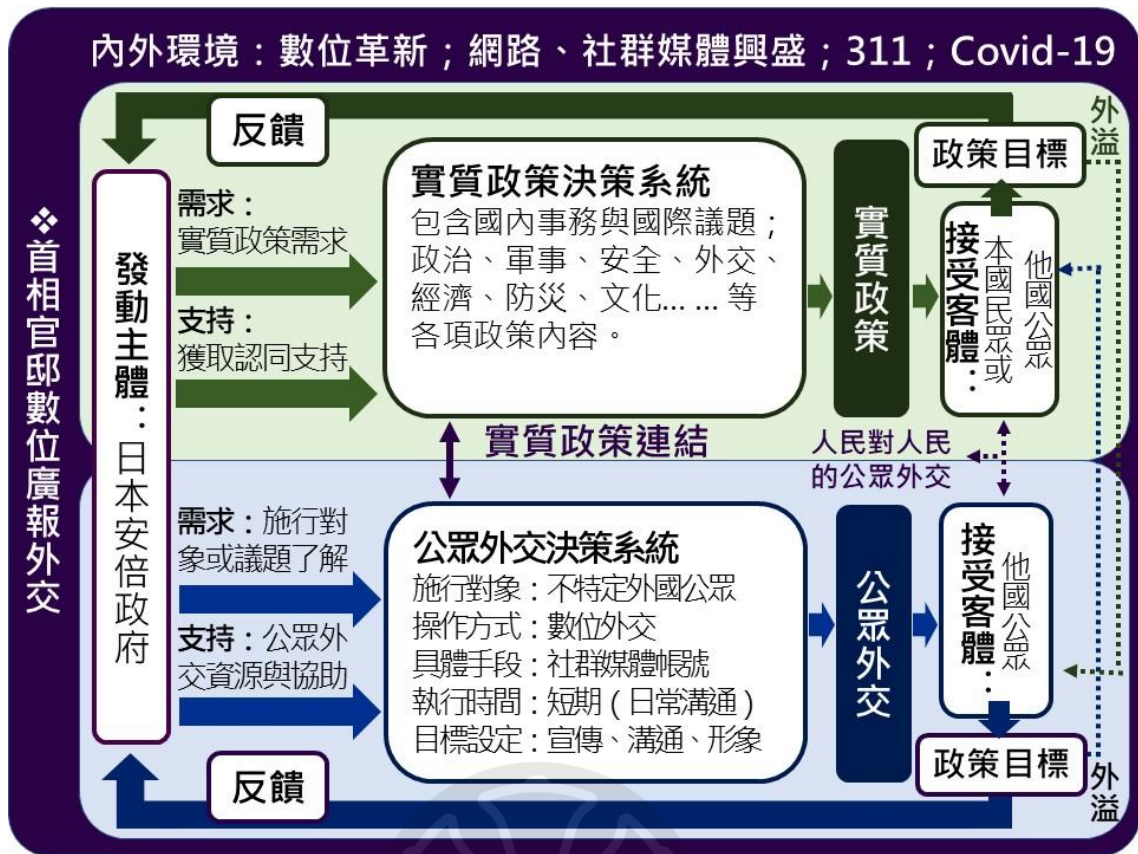 內外環境：數位革新；網路、社群媒體興盛；311；Covid-19
❖首相官邸數位廣報外交
發動主體：日本安倍政府
反饋
需求：
實質政策需求
支持：
獲取認同支持
實質政策決策系統
包含國內事務與國際議題；
政治、軍事、安全、外交、
經濟、防災、文化... ... 等
各項政策內容。
實質政策
政策目標
接受客體：
本國民眾或
他國公眾
外溢
實質政策連結
人民對人民
的公眾外交
需求：施行對
象或議題了解
支持：公眾外
交資源與協助
公眾外交決策系統
施行對象：不特定外國公眾
操作方式：數位外交
具體手段：社群媒體帳號
執行時間：短期（日常溝通）
目標設定：宣傳、溝通、形象
公眾外交
接受客體：
他國公眾
政策目標
外溢
反饋